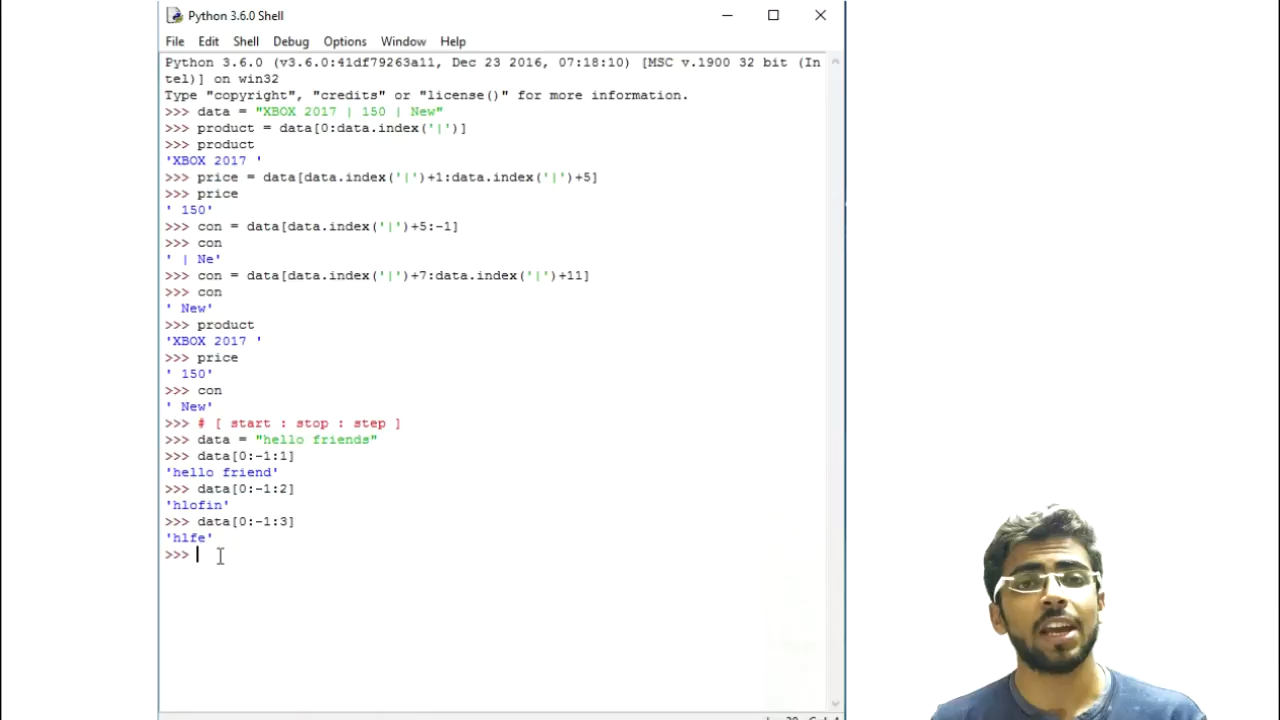 Python 3.6.0 Shell
File Edit Shell Debug Options Window Help
Python 3.6.0 (v3.6.0:41df79263a11, Dec 23 2016, 07:18:10) [MSC v.1900 32 bit (In
tel)] on win32
Type "copyright", "credits" or "license()" for more information.
>>> data = "XBOX 2017 | 150 | New"
>>> product = data[0:data.index('|')]
>>> product
'XBOX 2017 '
>>> price = data[data.index('|')+1:data.index('|')+5]
>>> price
' 150'
>>> con = data[data.index('|')+5:-1]
>>> con
' | Ne'
>>> con = data[data.index('|')+7:data.index('|')+11]
>>> con
' New'
>>> product
'XBOX 2017 '
>>> price
' 150'
>>> con
' New'
>>> # [ start : stop : step ]
>>> data = "hello friends"
>>> data[0:-1:1]
'hello friend'
>>> data[0:-1:2]
'hlofin'
>>> data[0:-1:3]
'hlfe'
>>>